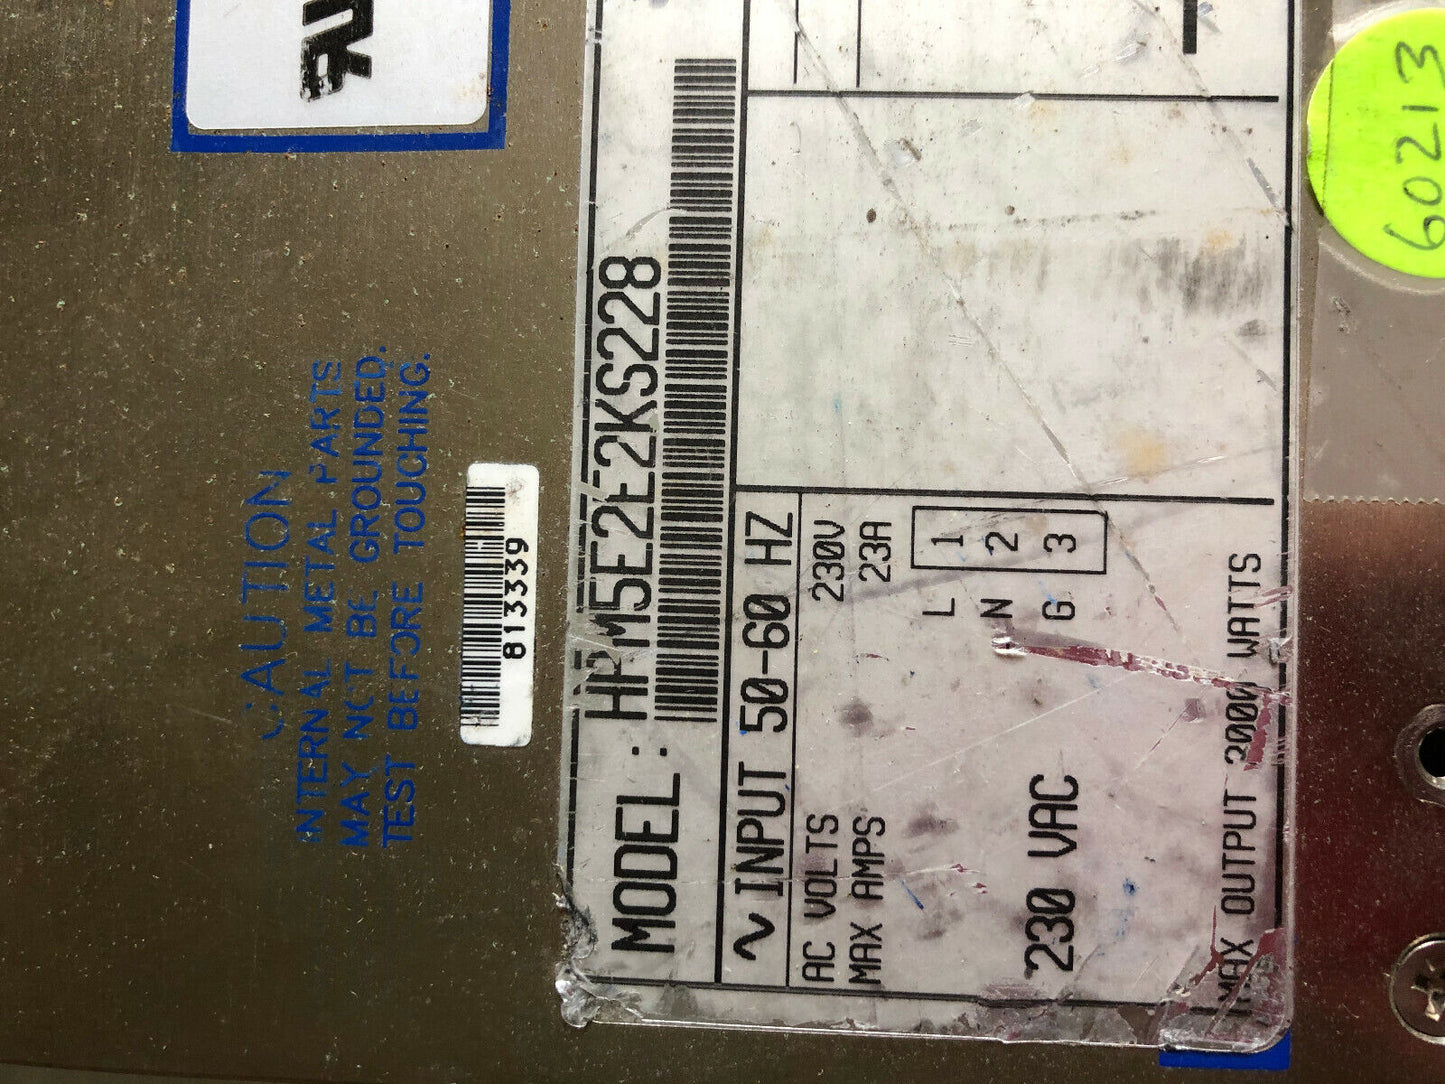 CAUTION
INTERNAL METAL PARTS
MAY NOT BE GROUNDED.
TEST BEFORE TOUCHING.
813339
MODEL: HPM5E2E2KS228
~ INPUT 50-60 HZ
AC VOLTS 230V
MAX AMPS 23A
L 1
N 2
G 3
230 VAC
MAX OUTPUT 2000 WATTS
60213